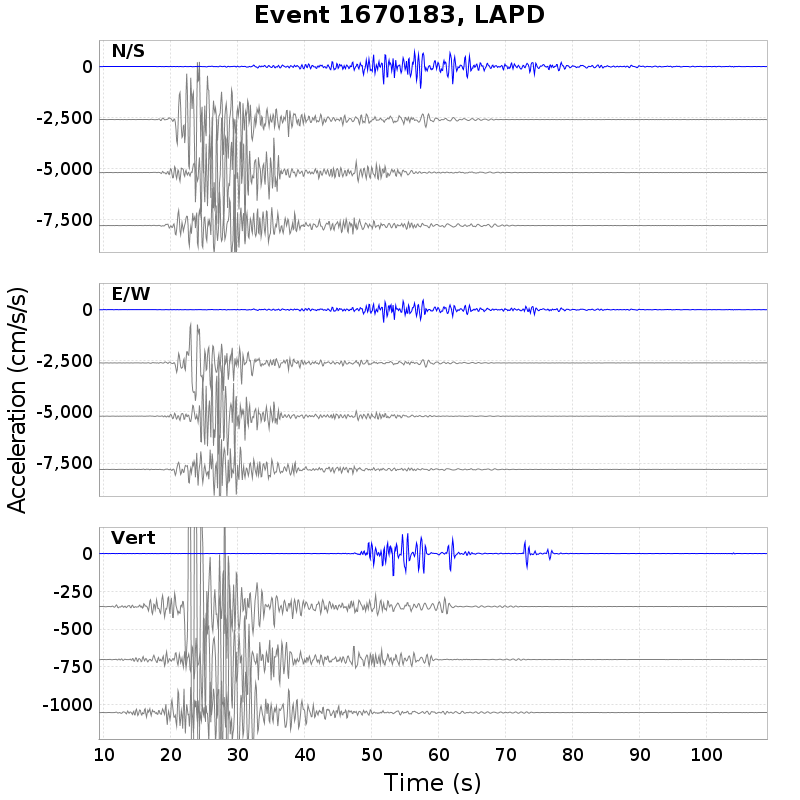 Event 1670183, LAPD
N/S
0
-2,500
-5,000
-7,500
E/W
0
-2,500
-5,000
-7,500
Acceleration (cm/s/s)
Vert
0
-250
-500
-750
-1000
10 20 30 40 50 60 70 80 90 100
Time (s)